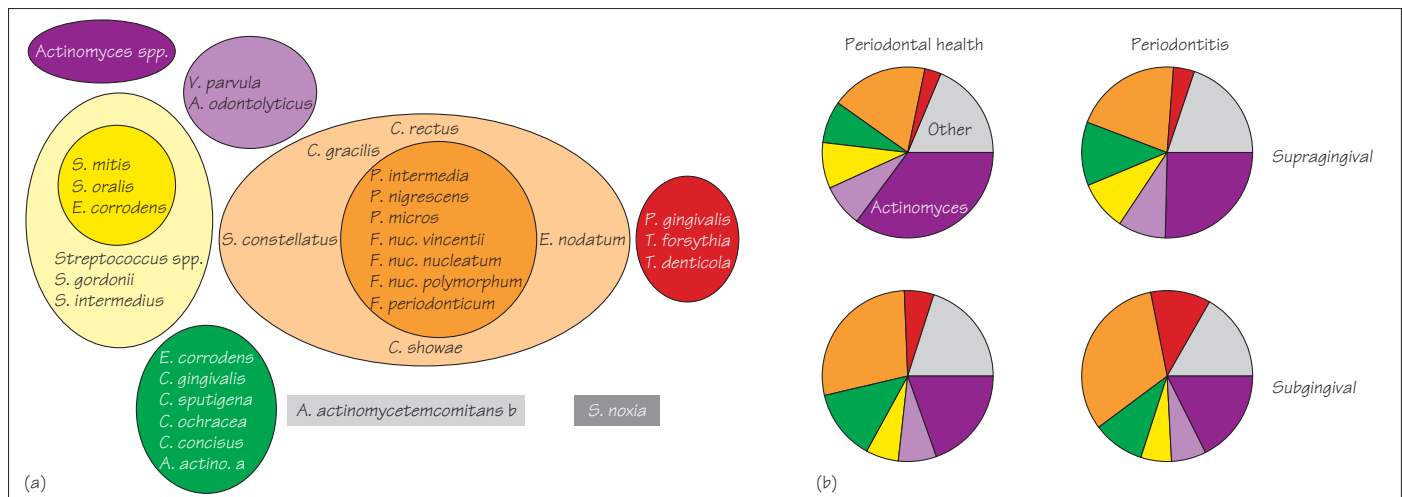 Actinomyces spp.
V. parvula
A. odontolyticus
S. mitis
S. oralis
E. corrodens
Streptococcus spp.
S. gordonii
S. intermedius
C. rectus
C. gracilis
P. intermedia
P. nigrescens
P. micros
F. nuc. vincentii
F. nuc. nucleatum
F. nuc. polymorphum
F. periodonticum
S. constellatus
E. nodatum
C. showae
P. gingivalis
T. forsythia
T. denticola
E. corrodens
C. gingivalis
C. sputigena
C. ochracea
C. concisus
A. actino. a
A. actinomycetemcomitans b
S. noxia
(a)
Periodontal health
Periodontitis
Other
Actinomyces
Supragingival
Subgingival
(b)